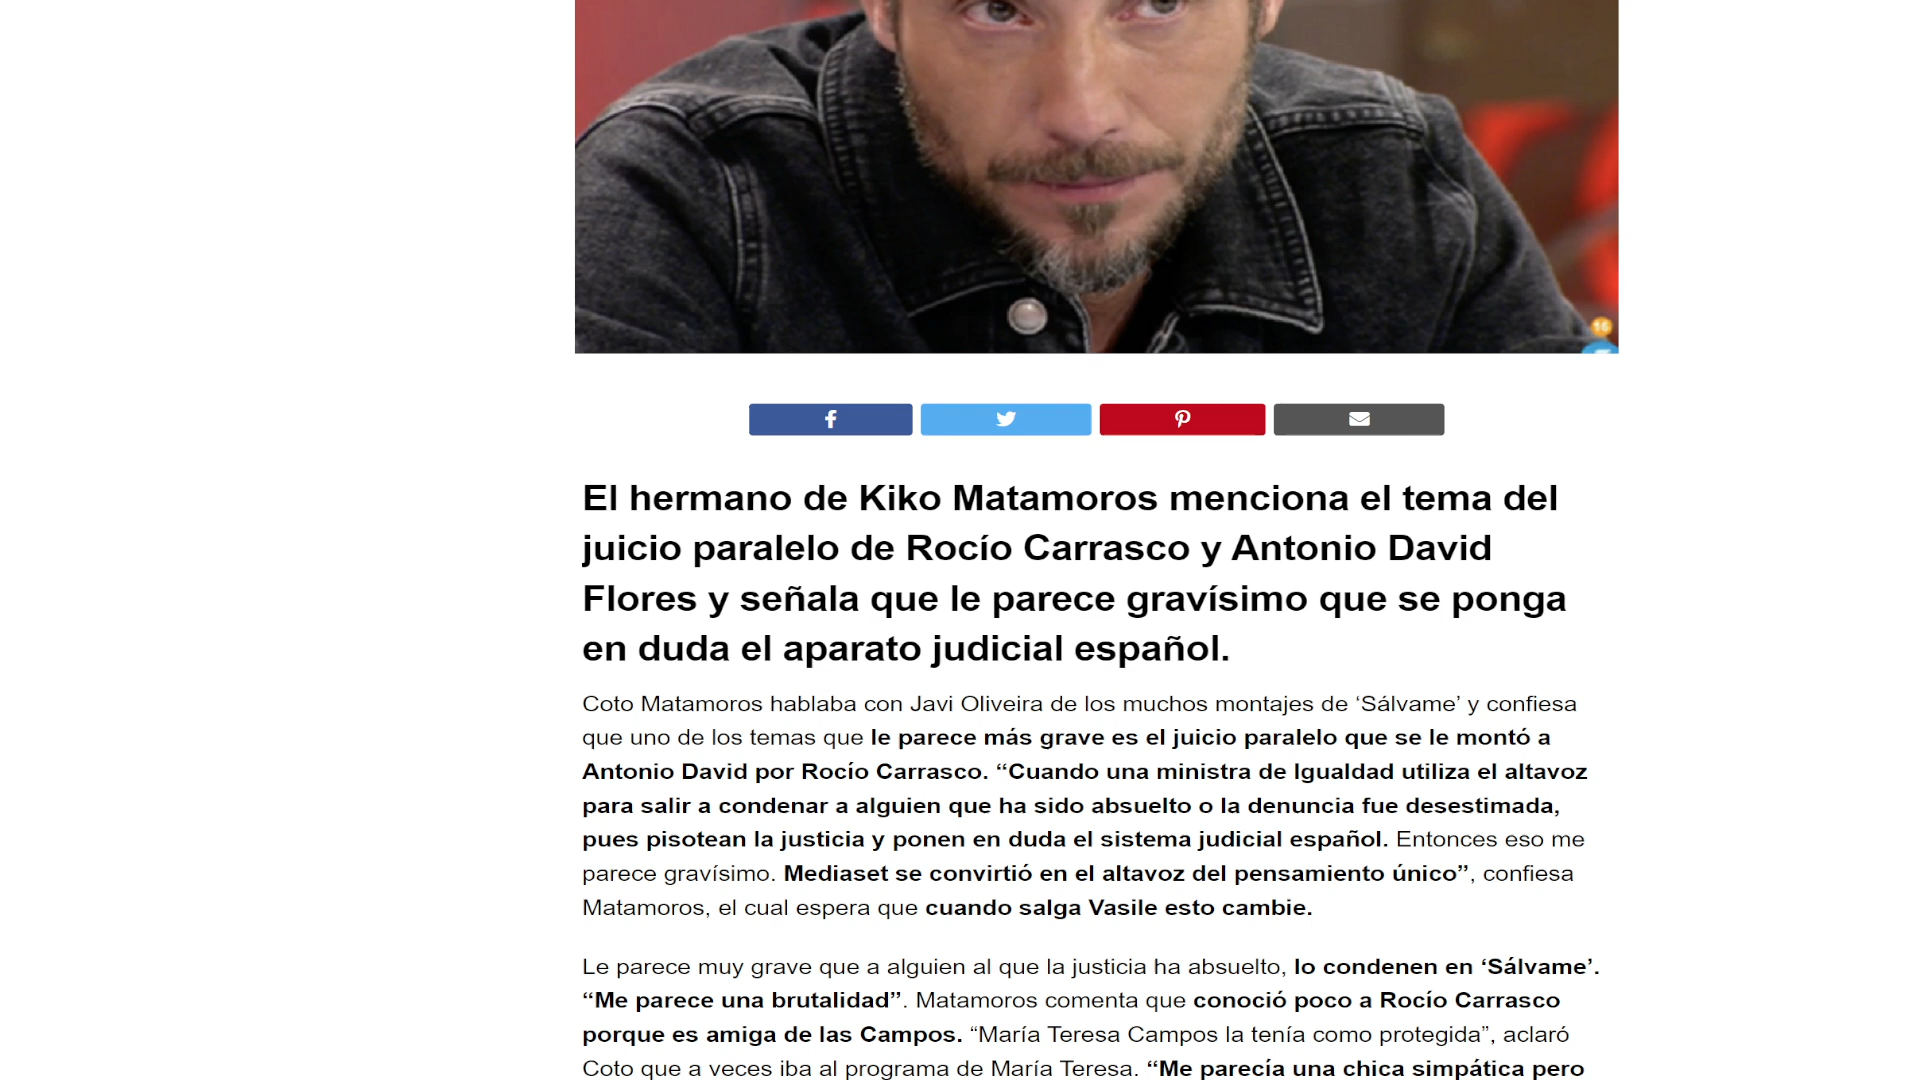 16
El hermano de Kiko Matamoros menciona el tema del
juicio paralelo de Rocío Carrasco y Antonio David
Flores y señala que le parece gravísimo que se ponga
en duda el aparato judicial español.
Coto Matamoros hablaba con Javi Oliveira de los muchos montajes de ‘Sálvame’ y confiesa
que uno de los temas que le parece más grave es el juicio paralelo que se le montó a
Antonio David por Rocío Carrasco. “Cuando una ministra de Igualdad utiliza el altavoz
para salir a condenar a alguien que ha sido absuelto o la denuncia fue desestimada,
pues pisotean la justicia y ponen en duda el sistema judicial español. Entonces eso me
parece gravísimo. Mediaset se convirtió en el altavoz del pensamiento único”, confiesa
Matamoros, el cual espera que cuando salga Vasile esto cambie.
Le parece muy grave que a alguien al que la justicia ha absuelto, lo condenen en ‘Sálvame’.
“Me parece una brutalidad”. Matamoros comenta que conoció poco a Rocío Carrasco
porque es amiga de las Campos. “María Teresa Campos la tenía como protegida”, aclaró
Coto que a veces iba al programa de María Teresa. “Me parecía una chica simpática pero